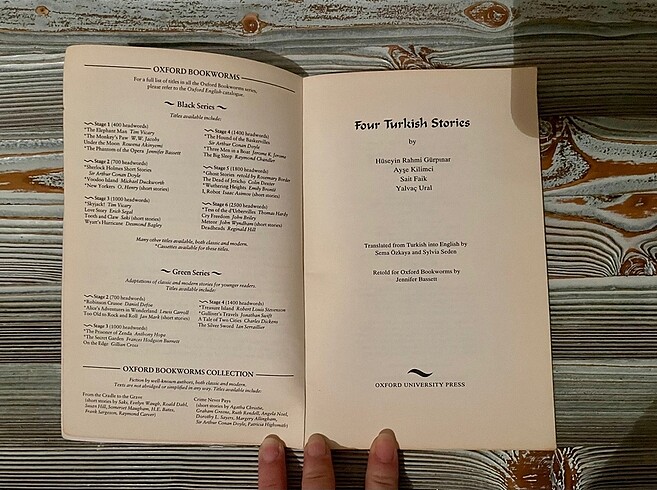 OXFORD BOOKWORMS
For a full list of titles in all the Oxford Bookworms series,
please refer to the Oxford English catalogue.
Black Series
Titles available include:
Stage 1 (400 headwords)
*The Elephant Man Tim Vicary
*The Monkey's Paw W. W. Jacobs
Under the Moon Rowena Akinyemi
*The Phantom of the Opera Jennifer Bassett
Stage 2 (700 headwords)
*Sherlock Holmes Short Stories
Sir Arthur Conan Doyle
*Voodoo Island Michael Duckworth
*New Yorkers O. Henry (short stories)
Stage 3 (1000 headwords)
*Skyjack! Tim Vicary
Love Story Erich Segal
Tooth and Claw Saki (short stories)
Wyatt's Hurricane Desmond Bagley
Stage 4 (1400 headwords)
*The Hound of the Baskervilles
Sir Arthur Conan Doyle
*Three Men in a Boat Jerome K. Jerome
The Big Sleep Raymond Chandler
Stage 5 (1800 headwords)
*Ghost Stories retold by Rosemary Border
The Dead of Jericho Colin Dexter
*Wuthering Heights Emily Brontë
I, Robot Isaac Asimov (short stories)
Stage 6 (2500 headwords)
*Tess of the d'Urbervilles Thomas Hardy
Cry Freedom John Briley
Meteor John Wyndham (short stories)
Deadheads Reginald Hill
Many other titles available, both classic and modern.
*Cassettes available for these titles.
Green Series
Adaptations of classic and modern stories for younger readers.
Titles available include:
Stage 2 (700 headwords)
*Robinson Crusoe Daniel Defoe
*Alice's Adventures in Wonderland Lewis Carroll
Too Old to Rock and Roll Jan Mark (short stories)
Stage 3 (1000 headwords)
*The Prisoner of Zenda Anthony Hope
*The Secret Garden Frances Hodgson Burnett
On the Edge Gillian Cross
Stage 4 (1400 headwords)
*Treasure Island Robert Louis Stevenson
*Gulliver's Travels Jonathan Swift
A Tale of Two Cities Charles Dickens
The Silver Sword Ian Serraillier
OXFORD BOOKWORMS COLLECTION
Fiction by well-known authors, both classic and modern.
Texts are not abridged or simplified in any way. Titles available include:
From the Cradle to the Grave
(short stories by Saki, Evelyn Waugh, Roald Dahl,
Susan Hill, Somerset Maugham, H. E. Bates,
Frank Sargeson, Raymond Carver)
Crime Never Pays
(short stories by Agatha Christie,
Graham Greene, Ruth Rendell, Angela Noel,
Dorothy L. Sayers, Margery Allingham,
Sir Arthur Conan Doyle, Patricia Highsmith)
Four Turkish Stories
by
Hüseyin Rahmi Gürpınar
Ayşe Kilimci
Sait Faik
Yalvaç Ural
Translated from Turkish into English by
Sema Özkaya and Sylvia Seden
Retold for Oxford Bookworms by
Jennifer Bassett
OXFORD UNIVERSITY PRESS